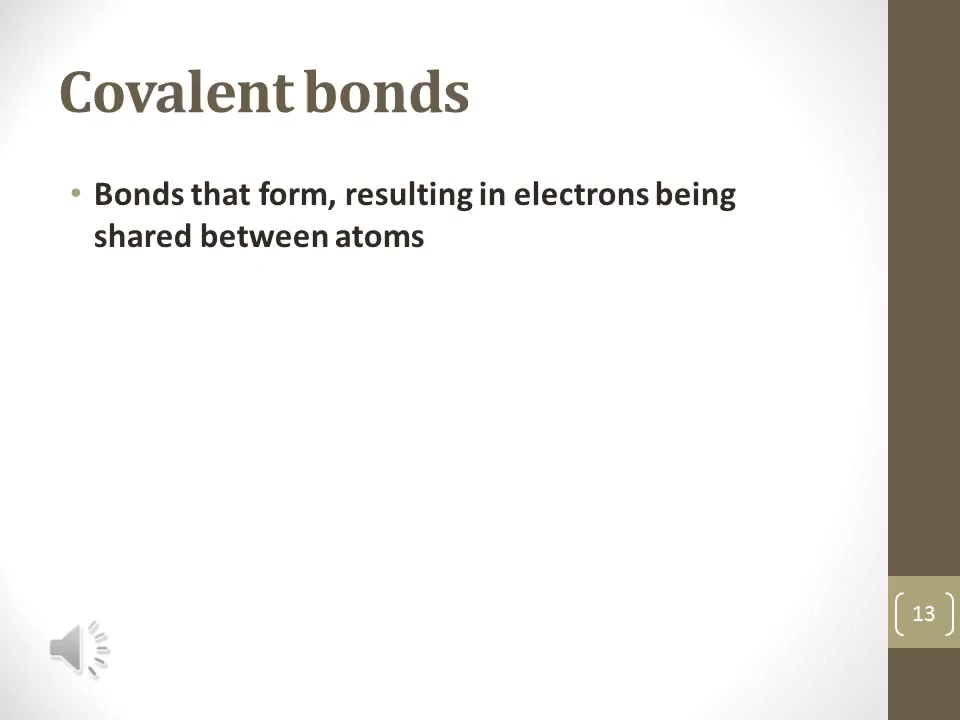 Covalent bonds
• Bonds that form, resulting in electrons being
shared between atoms
13